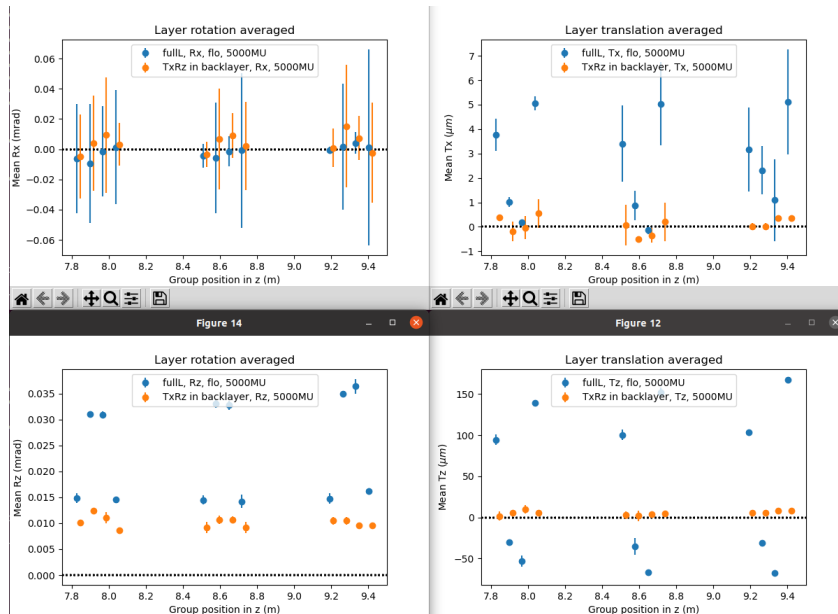 Layer rotation averaged
fullL, Rx, flo, 5000MU
TxRz in backlayer, Rx, 5000MU
0.06
0.04
0.02
0.00
−0.02
−0.04
−0.06
Mean Rx (mrad)
7.8 8.0 8.2 8.4 8.6 8.8 9.0 9.2 9.4
Group position in z (m)
Layer translation averaged
fullL, Tx, flo, 5000MU
TxRz in backlayer, Tx, 5000MU
7
6
5
4
3
2
1
0
−1
Mean Tx (μm)
7.8 8.0 8.2 8.4 8.6 8.8 9.0 9.2 9.4
Group position in z (m)
Figure 14
Figure 12
Layer rotation averaged
fullL, Rz, flo, 5000MU
TxRz in backlayer, Rz, 5000MU
0.035
0.030
0.025
0.020
0.015
0.010
0.005
0.000
Mean Rz (mrad)
7.8 8.0 8.2 8.4 8.6 8.8 9.0 9.2 9.4
Group position in z (m)
Layer translation averaged
fullL, Tz, flo, 5000MU
TxRz in backlayer, Tz, 5000MU
150
100
50
0
−50
Mean Tz (μm)
7.8 8.0 8.2 8.4 8.6 8.8 9.0 9.2 9.4
Group position in z (m)